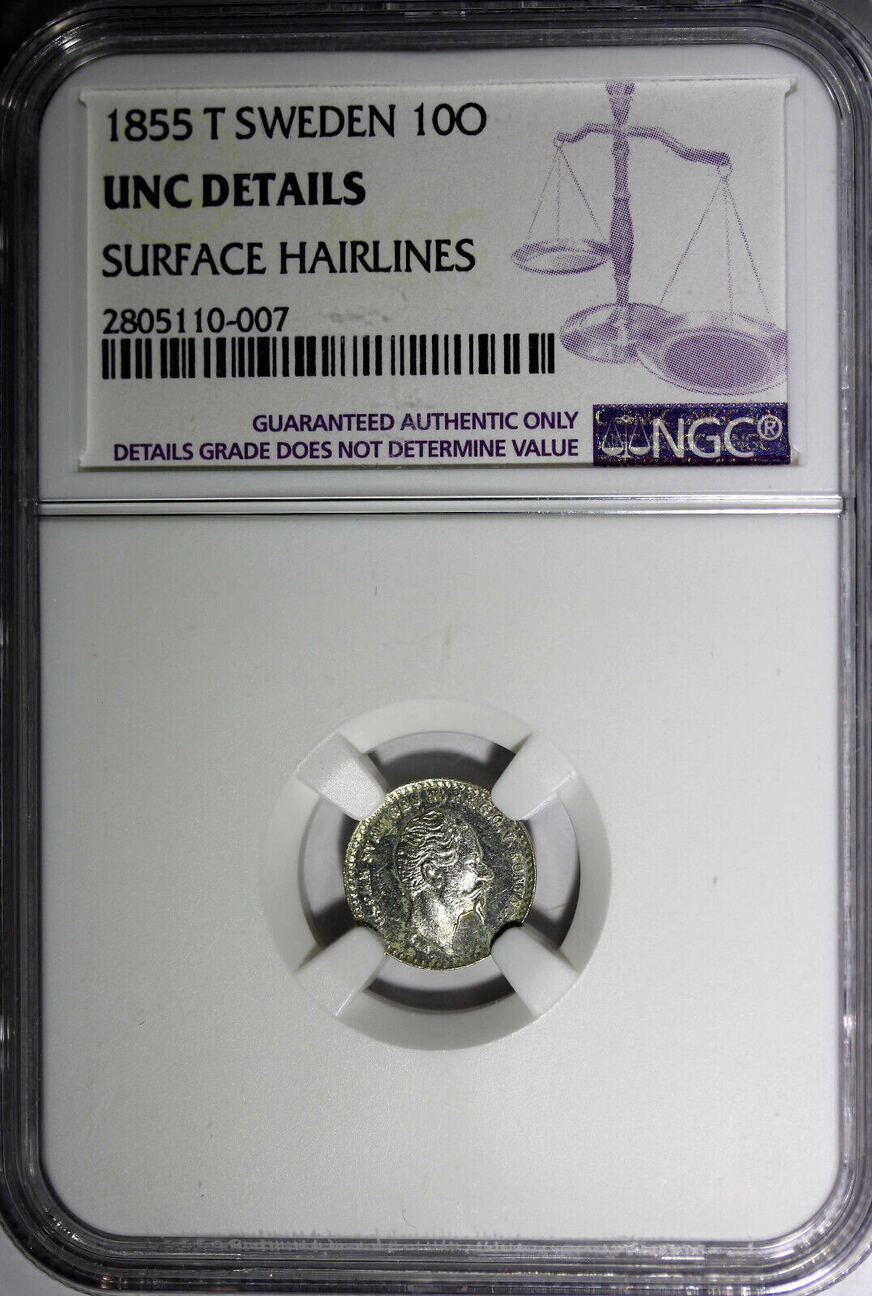 1855 T SWEDEN 10O
UNC DETAILS
SURFACE HAIRLINES
2805110-007
GUARANTEED AUTHENTIC ONLY
DETAILS GRADE DOES NOT DETERMINE VALUE
NGC®